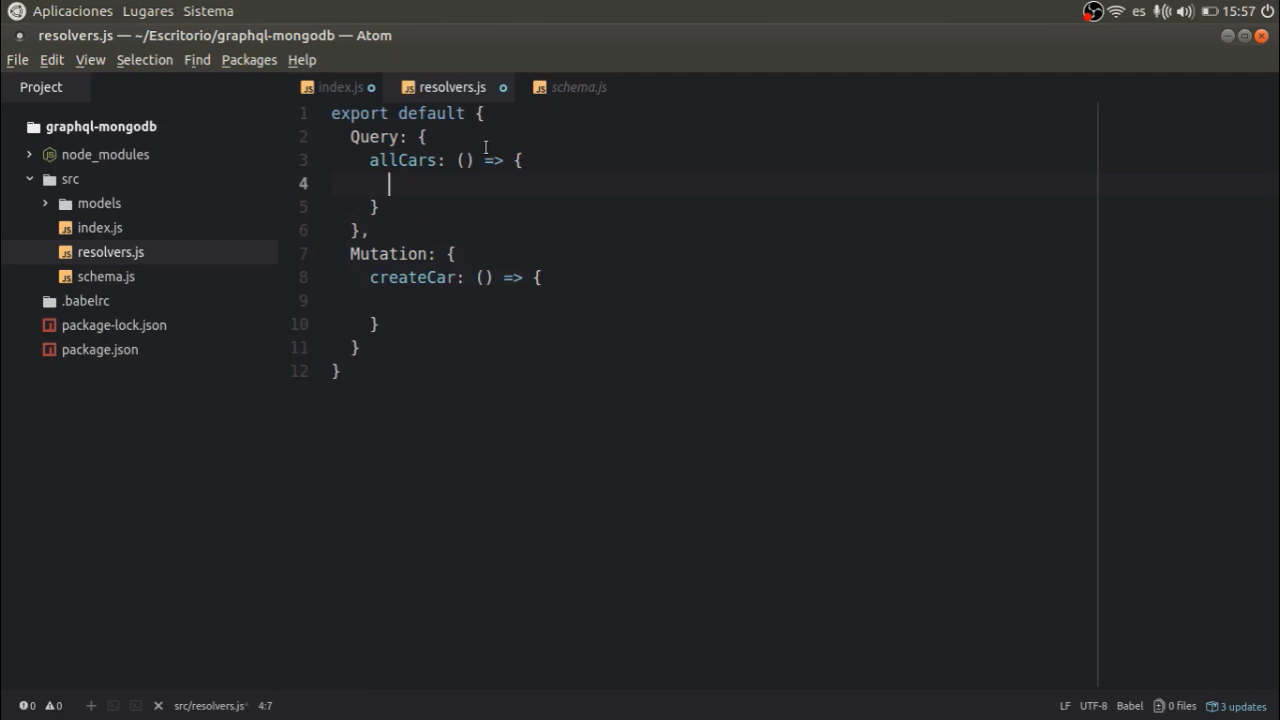 Aplicaciones Lugares Sistema es 15:57
resolvers.js — ~/Escritorio/graphql-mongodb — Atom
File Edit View Selection Find Packages Help
Project index.js resolvers.js schema.js
graphql-mongodb
node_modules
src
models
index.js
resolvers.js
schema.js
.babelrc
package-lock.json
package.json
1 export default {
2 Query: {
3 allCars: () => {
4
5 }
6 },
7 Mutation: {
8 createCar: () => {
9
10 }
11 }
12 }
0 0 src/resolvers.js* 4:7 LF UTF-8 Babel 0 files 3 updates